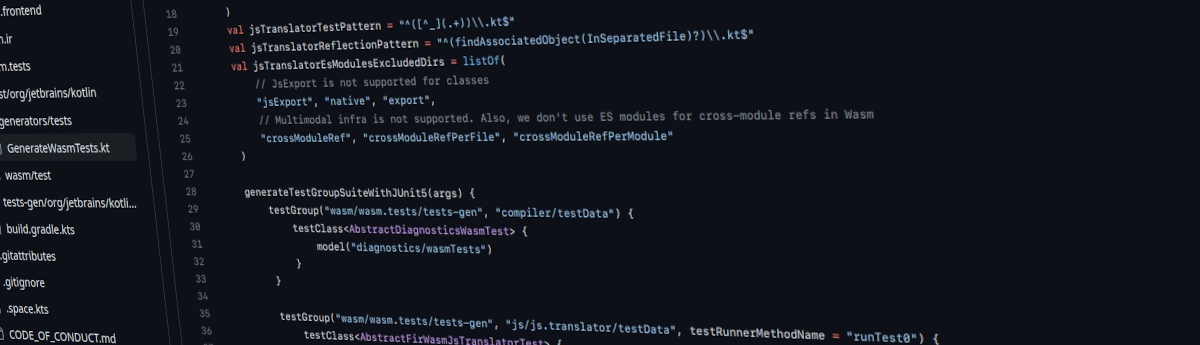 .frontend
n.ir
m.tests
st/org/jetbrains/kotlin
generators/tests
GenerateWasmTests.kt
wasm/test
tests-gen/org/jetbrains/kotli...
build.gradle.kts
.gitattributes
.gitignore
.space.kts
CODE_OF_CONDUCT.md
18 )
19 val jsTranslatorTestPattern = "^([^_](.+))\\.kt$"
20 val jsTranslatorReflectionPattern = "^(findAssociatedObject(InSeparatedFile)?)\\.kt$"
21 val jsTranslatorEsModulesExcludedDirs = listOf(
22 // JsExport is not supported for classes
23 "jsExport", "native", "export",
24 // Multimodal infra is not supported. Also, we don't use ES modules for cross-module refs in Wasm
25 "crossModuleRef", "crossModuleRefPerFile", "crossModuleRefPerModule"
26 )
27
28 generateTestGroupSuiteWithJUnit5(args) {
29 testGroup("wasm/wasm.tests/tests-gen", "compiler/testData") {
30 testClass<AbstractDiagnosticsWasmTest> {
31 model("diagnostics/wasmTests")
32 }
33 }
34
35 testGroup("wasm/wasm.tests/tests-gen", "js/js.translator/testData", testRunnerMethodName = "runTest0") {
36 testClass<AbstractFirWasmJsTranslatorTest> {